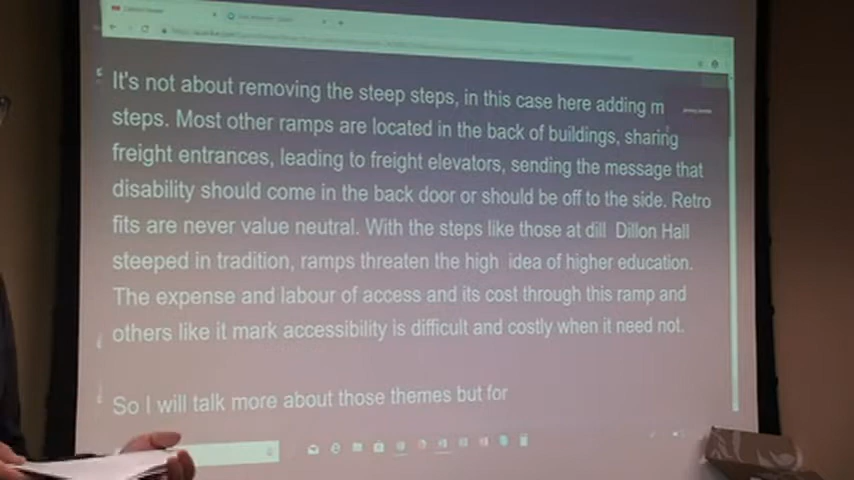 It's not about removing the steep steps, in this case here adding m
steps. Most other ramps are located in the back of buildings, sharing
freight entrances, leading to freight elevators, sending the message that
disability should come in the back door or should be off to the side. Retro
fits are never value neutral. With the steps like those at dill Dillon Hall
steeped in tradition, ramps threaten the high idea of higher education.
The expense and labour of access and its cost through this ramp and
others like it mark accessibility is difficult and costly when it need not.
So I will talk more about those themes but for